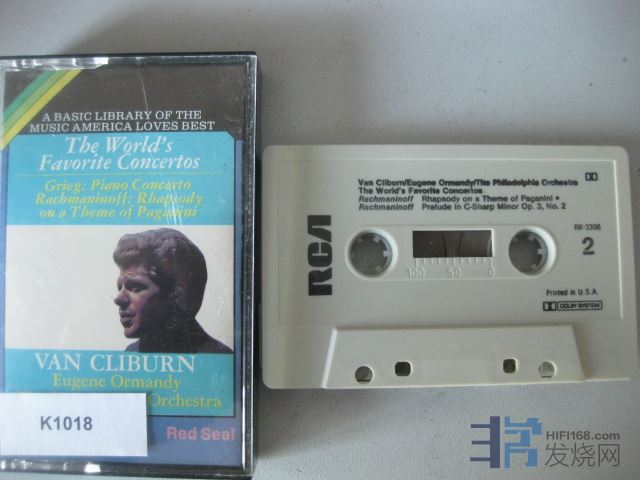 A BASIC LIBRARY OF THE
MUSIC AMERICA LOVES BEST
The World's
Favorite Concertos
Grieg: Piano Concerto
Rachmaninoff: Rhapsody
on a Theme of Paganini
VAN CLIBURN
Eugene Ormandy
Orchestra
K1018
Red Seal
RCA
Van Cliburn/Eugene Ormandy/The Philadelphia Orchestra
The World's Favorite Concertos
Rachmaninoff Rhapsody on a Theme of Paganini •
Rachmaninoff Prelude in C-Sharp Minor Op. 3, No. 2
RK-3306
2
100 50 0
Printed in U.S.A.
DOLBY SYSTEM
HIFI168.com
发烧网